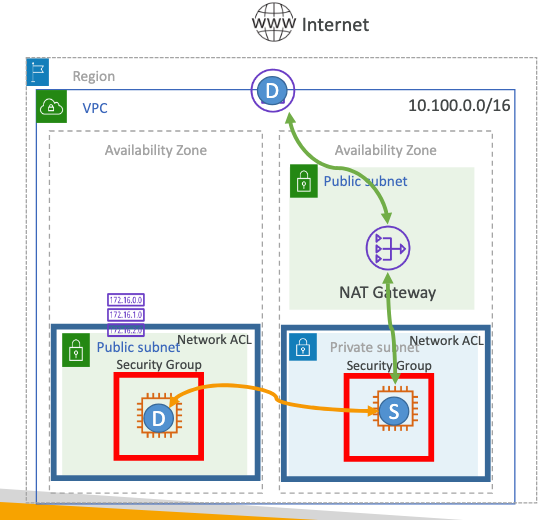 WWW Internet
Region
D
VPC
10.100.0.0/16
Availability Zone
Availability Zone
Public subnet
NAT Gateway
172.16.0.0
172.16.1.0
172.16.2.0
Network ACL
Public subnet
Security Group
D
Network ACL
Private subnet
Security Group
S